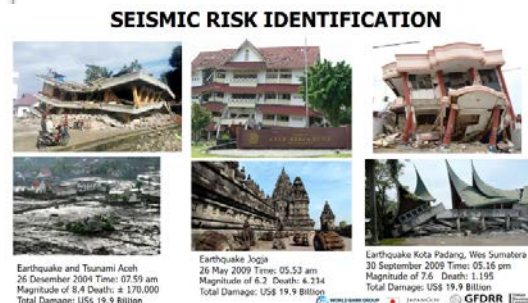 SEISMIC RISK IDENTIFICATION
Earthquake and Tsunami Aceh
26 Desember 2004 Time: 07.59 am
Magnitude of 8.4 Death: ± 170.000
Total Damage: US$ 19.9 Billion
Earthquake Jogja
26 May 2009 Time: 05.53 am
Magnitude of 6.2 Death: 6.234
Total Damage: US$ 19.9 Billion
Earthquake Kota Padang, Wes Sumatera
30 September 2009 Time: 05.16 pm
Magnitude of 7.6 Death: 1.195
Total Damage: US$ 19.9 Billion
WORLD BANK GROUP
JAPANGOV
GFDRR